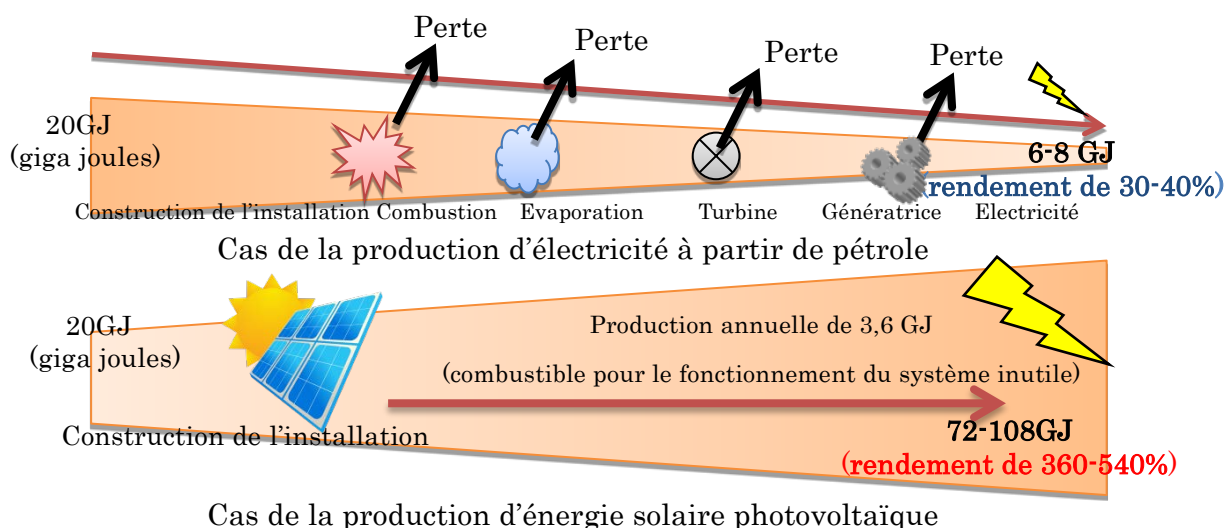 Perte
Perte
Perte
Perte
20GJ
(giga joules)
6-8 GJ
(rendement de 30-40%)
Construction de l’installation Combustion Evaporation Turbine Génératrice Electricité
Cas de la production d’électricité à partir de pétrole
20GJ
(giga joules)
Production annuelle de 3,6 GJ
(combustible pour le fonctionnement du système inutile)
Construction de l’installation
72-108GJ
(rendement de 360-540%)
Cas de la production d’énergie solaire photovoltaïque